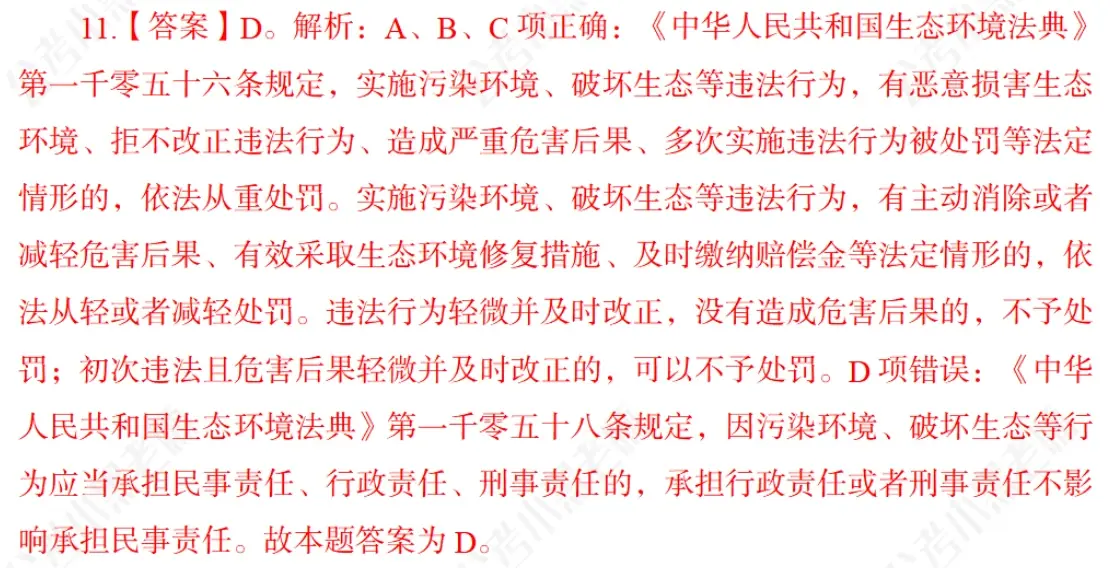 11.【答案】D。解析：A、B、C 项正确：《中华人民共和国生态环境法典》
第一千零五十六条规定，实施污染环境、破坏生态等违法行为，有恶意损害生态
环境、拒不改正违法行为、造成严重危害后果、多次实施违法行为被处罚等法定
情形的，依法从重处罚。实施污染环境、破坏生态等违法行为，有主动消除或者
减轻危害后果、有效采取生态环境修复措施、及时缴纳赔偿金等法定情形的，依
法从轻或者减轻处罚。违法行为轻微并及时改正，没有造成危害后果的，不予处
罚；初次违法且危害后果轻微并及时改正的，可以不予处罚。D 项错误：《中华
人民共和国生态环境法典》第一千零五十八条规定，因污染环境、破坏生态等行
为应当承担民事责任、行政责任、刑事责任的，承担行政责任或者刑事责任不影
响承担民事责任。故本题答案为 D。